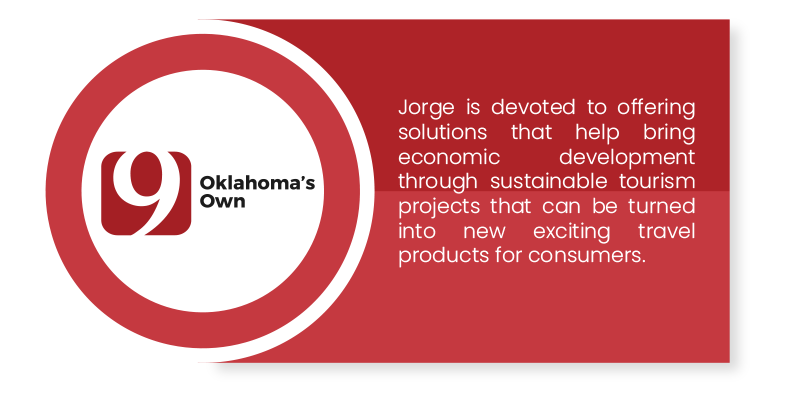 9
Oklahoma's
Own
Jorge is devoted to offering
solutions that help bring
economic development
through sustainable tourism
projects that can be turned
into new exciting travel
products for consumers.